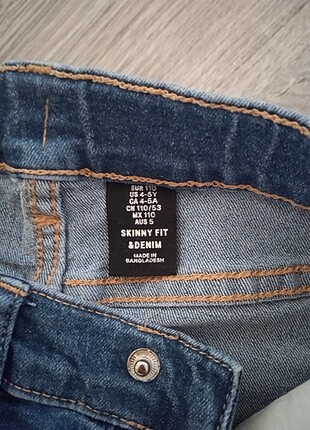 EUR 110
US 4-5Y
CA 4-5A
CN 110/53
MX 110
AUS 5
SKINNY FIT
&DENIM
MADE IN
BANGLADESH